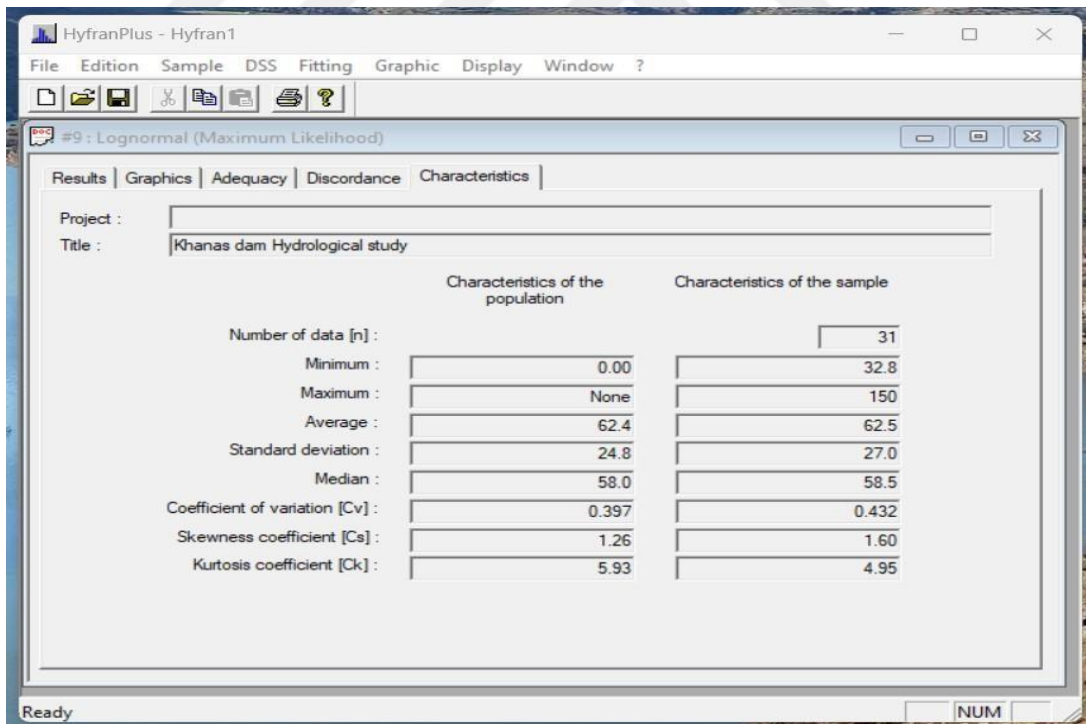 HyfranPlus - Hyfran1
File Edition Sample DSS Fitting Graphic Display Window ?
#9 : Lognormal (Maximum Likelihood)
Results Graphics Adequacy Discordance Characteristics
Project :
Title : Khanas dam Hydrological study
Characteristics of the population Characteristics of the sample
Number of data [n] : 31
Minimum : 0.00 32.8
Maximum : None 150
Average : 62.4 62.5
Standard deviation : 24.8 27.0
Median : 58.0 58.5
Coefficient of variation [Cv] : 0.397 0.432
Skewness coefficient [Cs] : 1.26 1.60
Kurtosis coefficient [Ck] : 5.93 4.95
Ready NUM